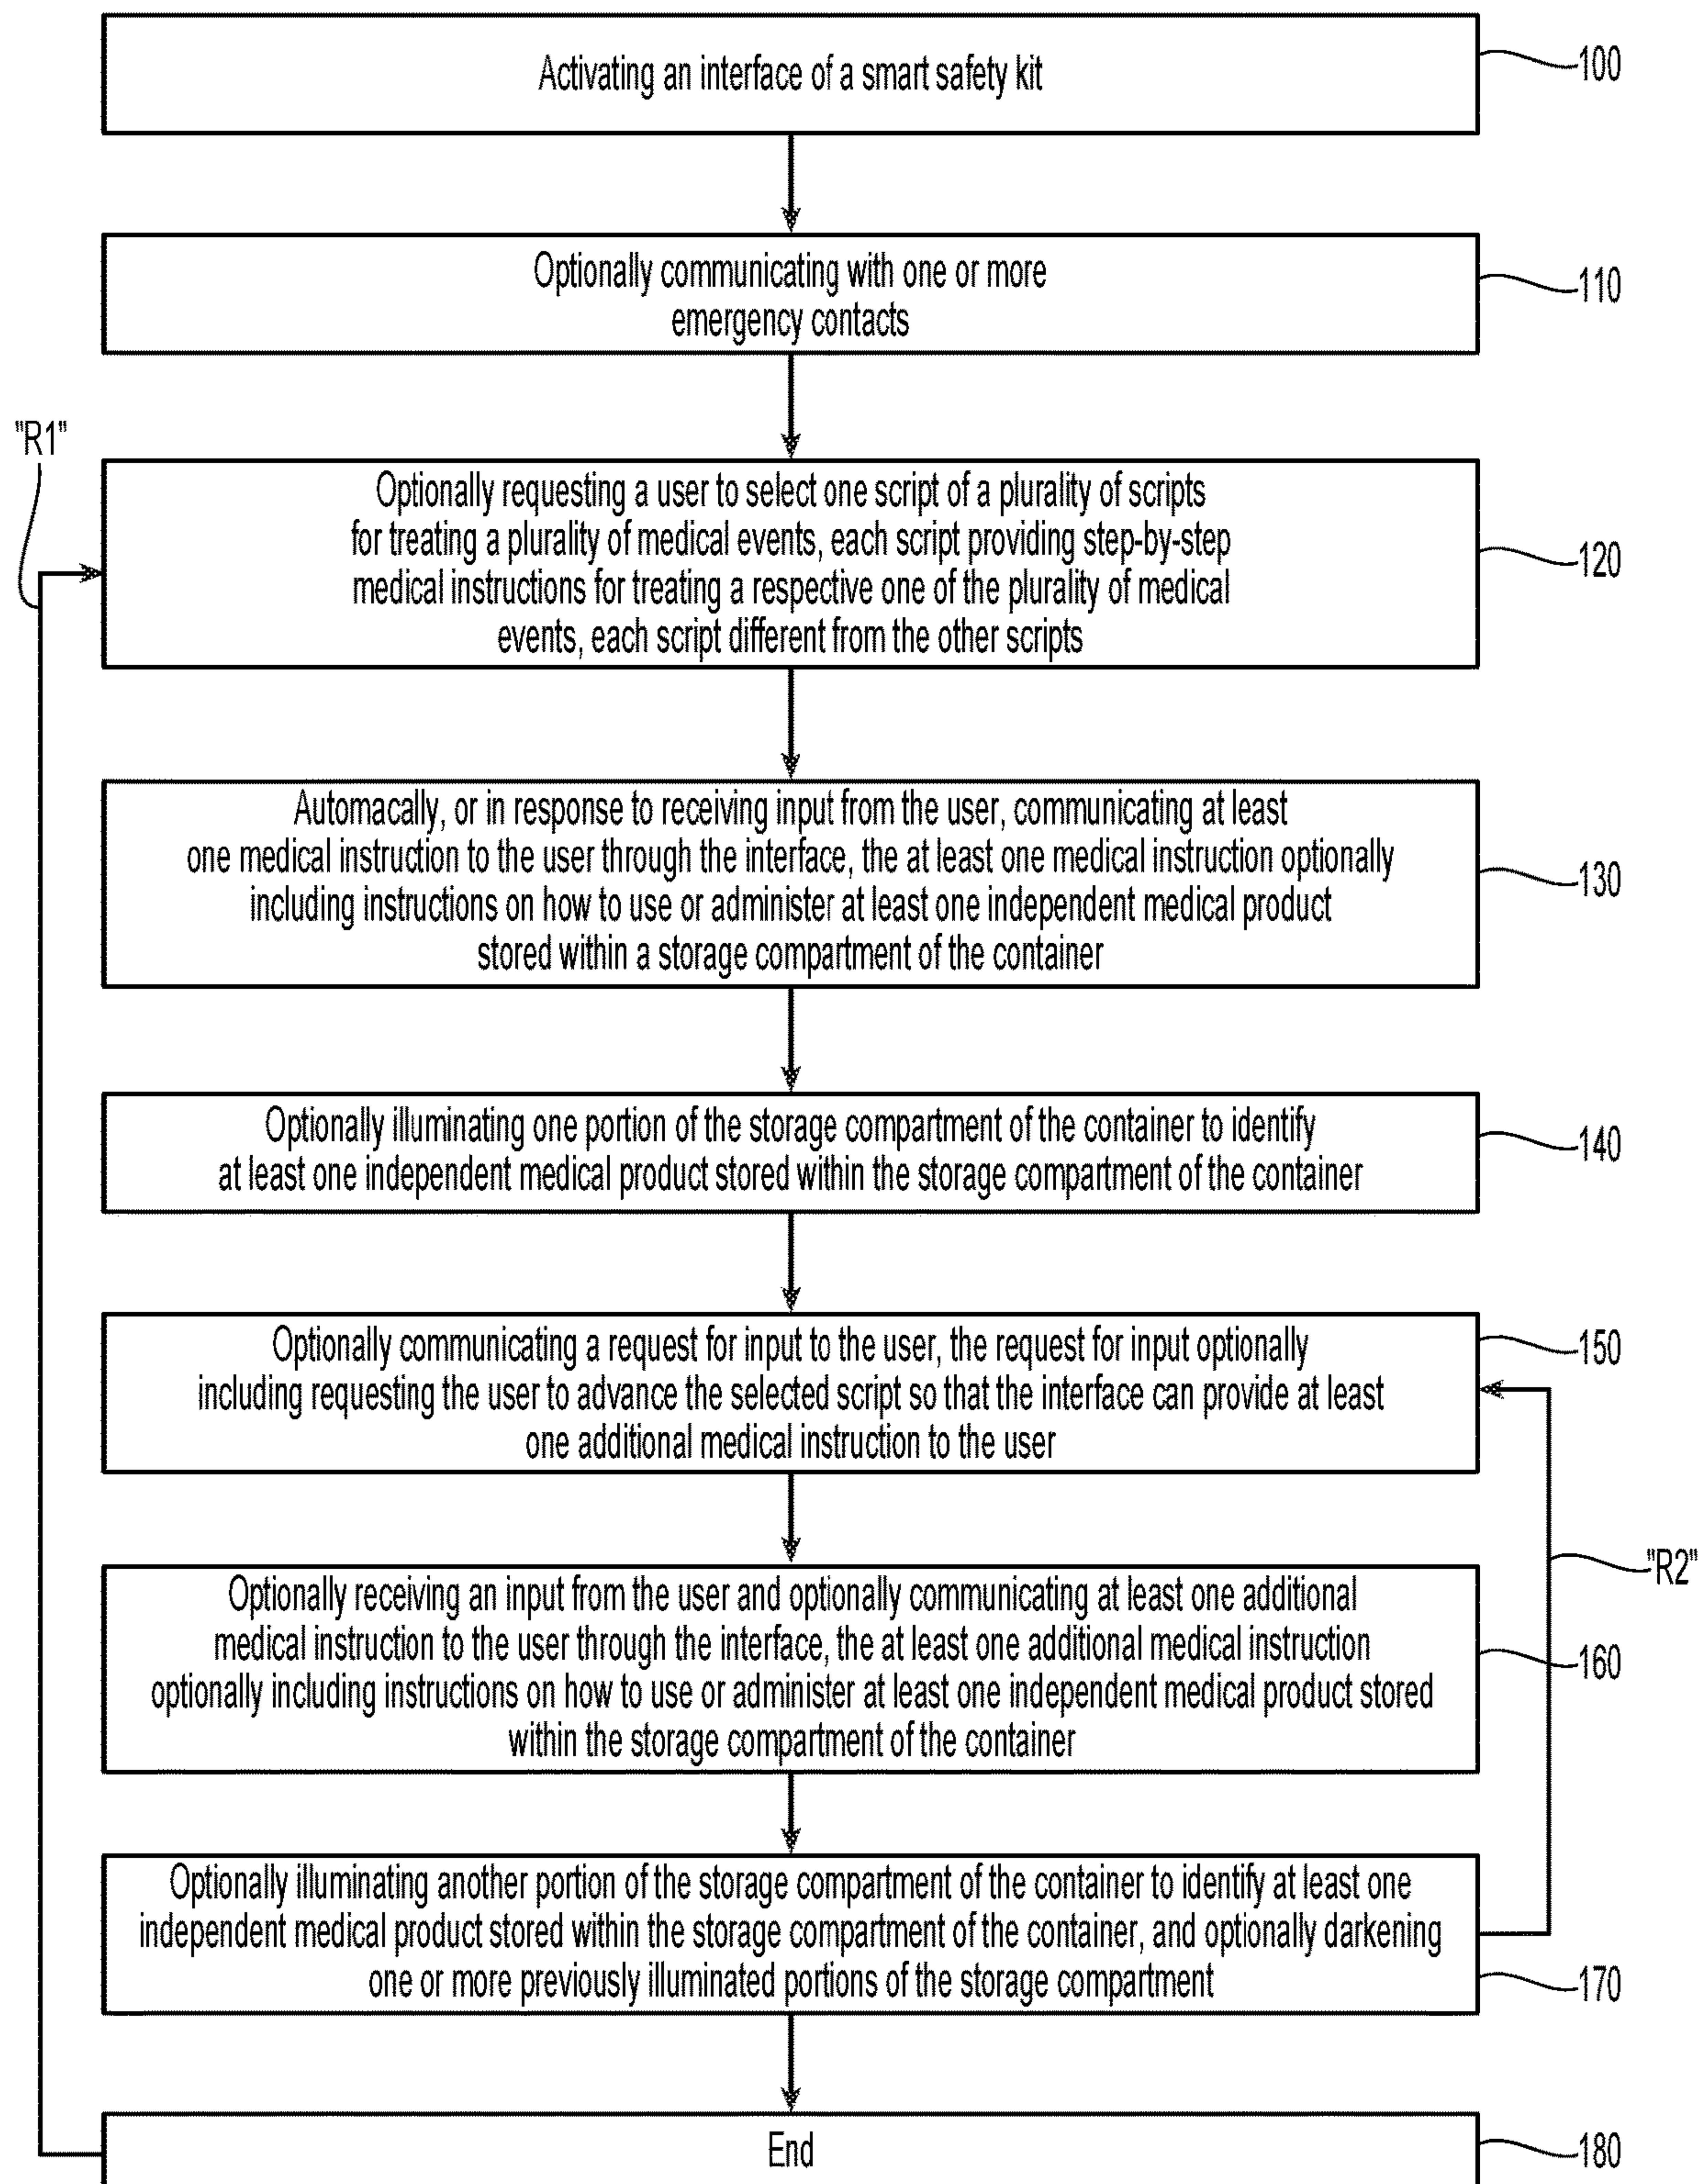 Activating an interface of a smart safety kit
100
Optionally communicating with one or more
emergency contacts
110
"R1"
Optionally requesting a user to select one script of a plurality of scripts
for treating a plurality of medical events, each script providing step-by-step
medical instructions for treating a respective one of the plurality of medical
events, each script different from the other scripts
120
Automacally, or in response to receiving input from the user, communicating at least
one medical instruction to the user through the interface, the at least one medical instruction optionally
including instructions on how to use or administer at least one independent medical product
stored within a storage compartment of the container
130
Optionally illuminating one portion of the storage compartment of the container to identify
at least one independent medical product stored within the storage compartment of the container
140
Optionally communicating a request for input to the user, the request for input optionally
including requesting the user to advance the selected script so that the interface can provide at least
one additional medical instruction to the user
150
"R2"
Optionally receiving an input from the user and optionally communicating at least one additional
medical instruction to the user through the interface, the at least one additional medical instruction
optionally including instructions on how to use or administer at least one independent medical product stored
within the storage compartment of the container
160
Optionally illuminating another portion of the storage compartment of the container to identify at least one
independent medical product stored within the storage compartment of the container, and optionally darkening
one or more previously illuminated portions of the storage compartment
170
End
180